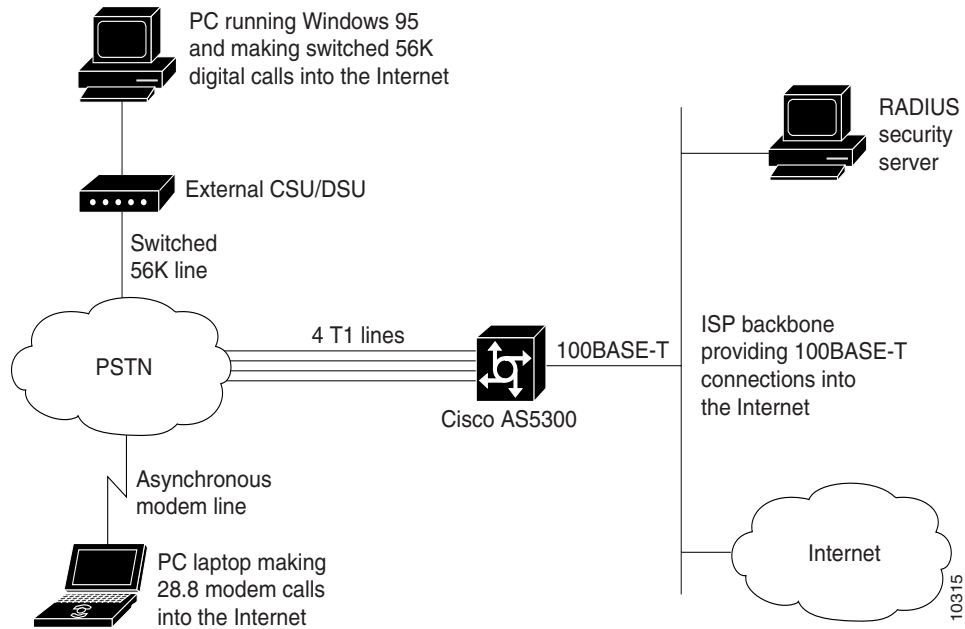 PC running Windows 95
and making switched 56K
digital calls into the Internet
RADIUS
security
server
External CSU/DSU
Switched
56K line
4 T1 lines
100BASE-T
ISP backbone
providing 100BASE-T
connections into
the Internet
PSTN
Cisco AS5300
Asynchronous
modem line
PC laptop making
28.8 modem calls
into the Internet
Internet
10315